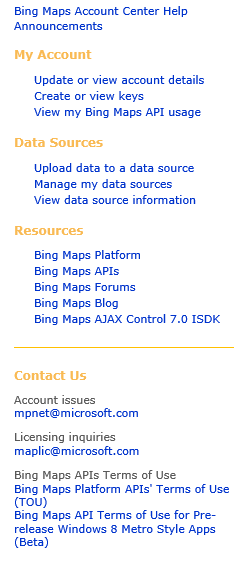 Bing Maps Account Center Help
Announcements
My Account
Update or view account details
Create or view keys
View my Bing Maps API usage
Data Sources
Upload data to a data source
Manage my data sources
View data source information
Resources
Bing Maps Platform
Bing Maps APIs
Bing Maps Forums
Bing Maps Blog
Bing Maps AJAX Control 7.0 ISDK
Contact Us
Account issues
mpnet@microsoft.com
Licensing inquiries
maplic@microsoft.com
Bing Maps APIs Terms of Use
Bing Maps Platform APIs' Terms of Use
(TOU)
Bing Maps API Terms of Use for Pre-
release Windows 8 Metro Style Apps
(Beta)